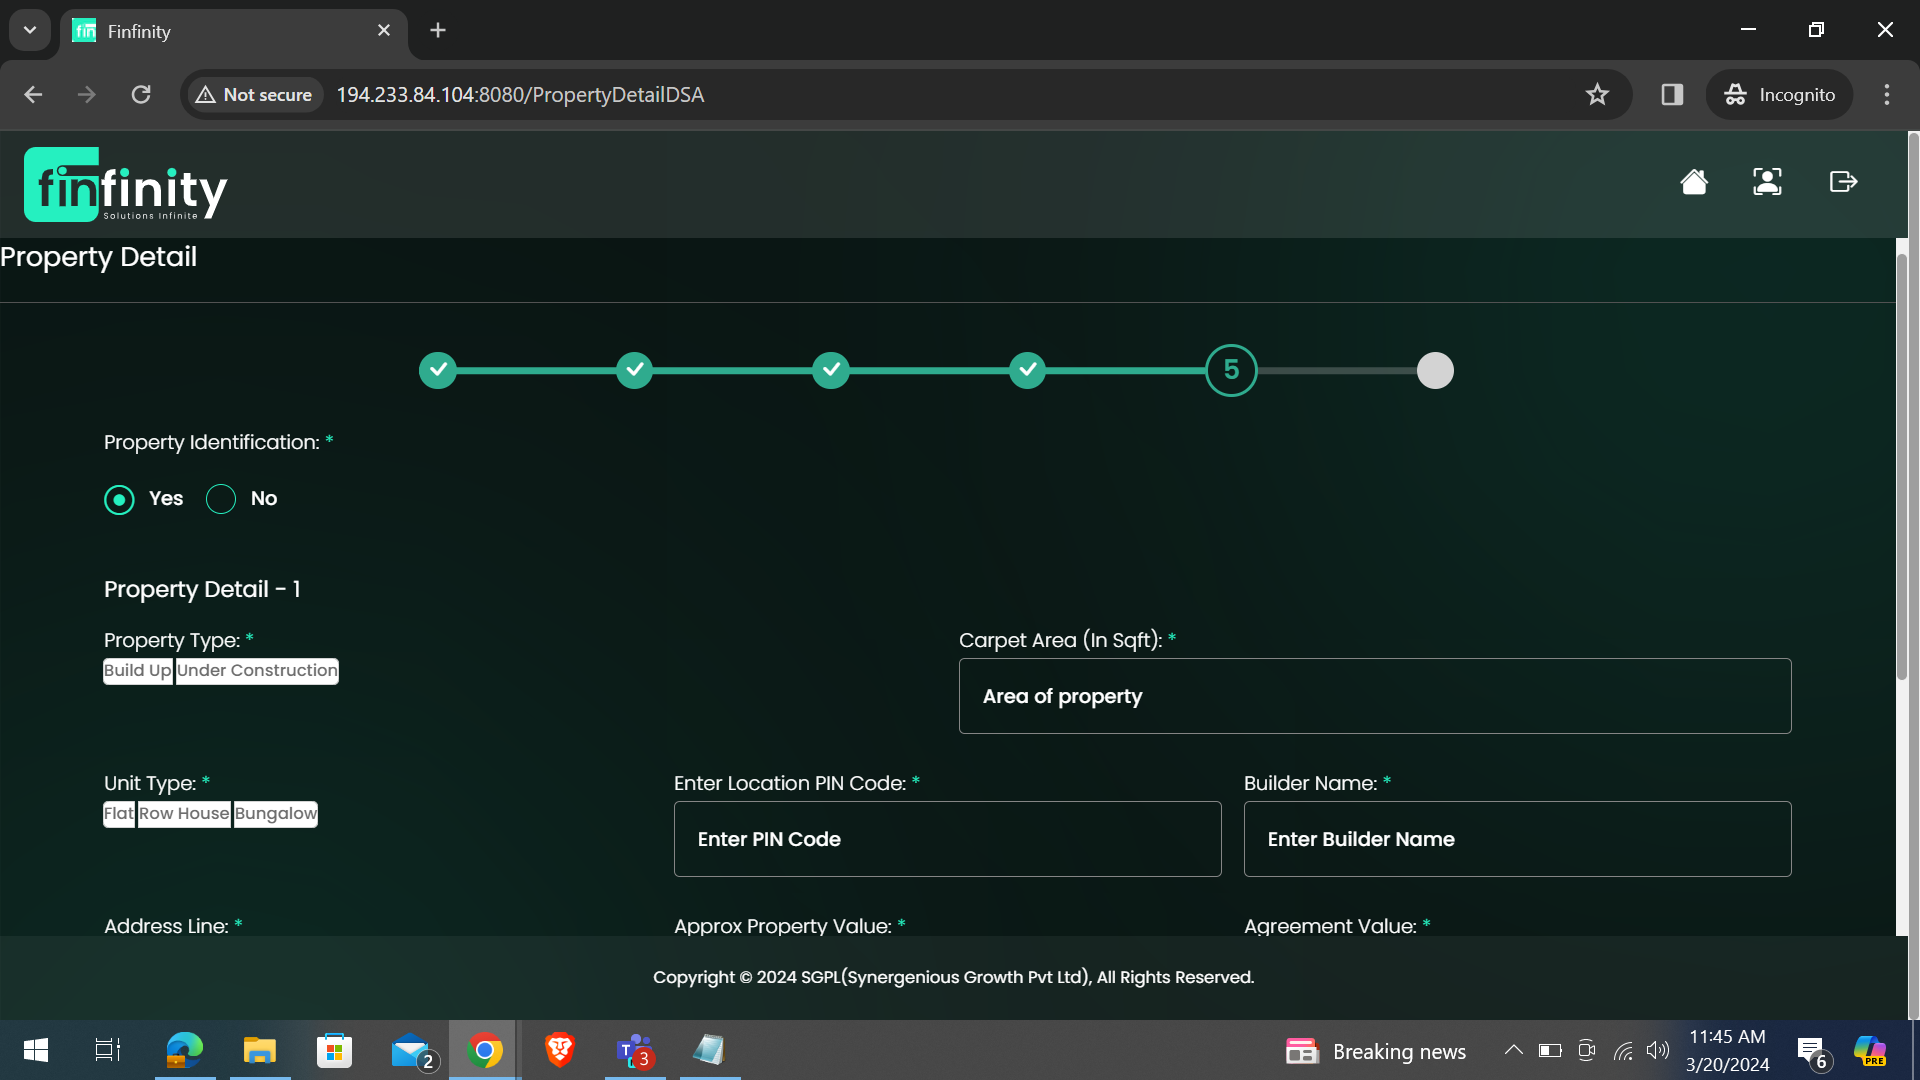 Finfinity
Not secure
194.233.84.104:8080/PropertyDetailDSA
Incognito
fin
finfinity
Solutions Infinite
Property Detail
5
Property Identification: *
Yes No
Property Detail - 1
Property Type: *
Carpet Area (In Sqft): *
Build Up Under Construction
Area of property
Unit Type: *
Enter Location PIN Code: *
Builder Name: *
Flat Row House Bungalow
Enter PIN Code
Enter Builder Name
Address Line: *
Approx Property Value: *
Agreement Value: *
Copyright © 2024 SGPL(Synergenious Growth Pvt Ltd), All Rights Reserved.
2
T 3
Breaking news
11:45 AM
3/20/2024
6
PRE